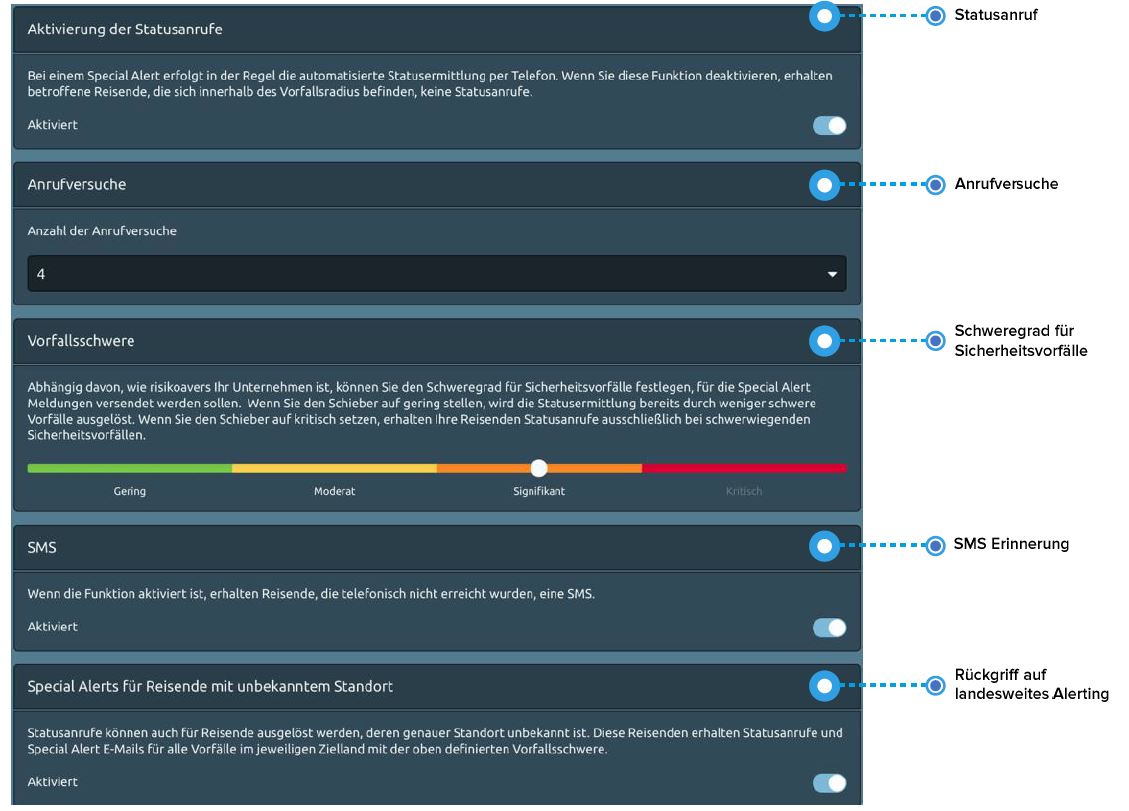 Aktivierung der Statusanrufe
Statusanruf
Bei einem Special Alert erfolgt in der Regel die automatisierte Statusermittlung per Telefon. Wenn Sie diese Funktion deaktivieren, erhalten
betroffene Reisende, die sich innerhalb des Vorfallsradius befinden, keine Statusanrufe.
Aktiviert
Anrufversuche
Anrufversuche
Anzahl der Anrufversuche
4
Vorfallsschwere
Schweregrad für
Sicherheitsvorfälle
Abhängig davon, wie risikoavers Ihr Unternehmen ist, können Sie den Schweregrad für Sicherheitsvorfälle festlegen, für die Special Alert
Meldungen versendet werden sollen. Wenn Sie den Schieber auf gering stellen, wird die Statusermittlung bereits durch weniger schwere
Vorfälle ausgelöst. Wenn Sie den Schieber auf kritisch setzen, erhalten Ihre Reisenden Statusanrufe ausschließlich bei schwerwiegenden
Sicherheitsvorfällen.
Gering Moderat Signifikant Kritisch
SMS
SMS Erinnerung
Wenn die Funktion aktiviert ist, erhalten Reisende, die telefonisch nicht erreicht wurden, eine SMS.
Aktiviert
Special Alerts für Reisende mit unbekanntem Standort
Rückgriff auf
landesweites Alerting
Statusanrufe können auch für Reisende ausgelöst werden, deren genauer Standort unbekannt ist. Diese Reisenden erhalten Statusanrufe und
Special Alert E-Mails für alle Vorfälle im jeweiligen Zielland mit der oben definierten Vorfallsschwere.
Aktiviert